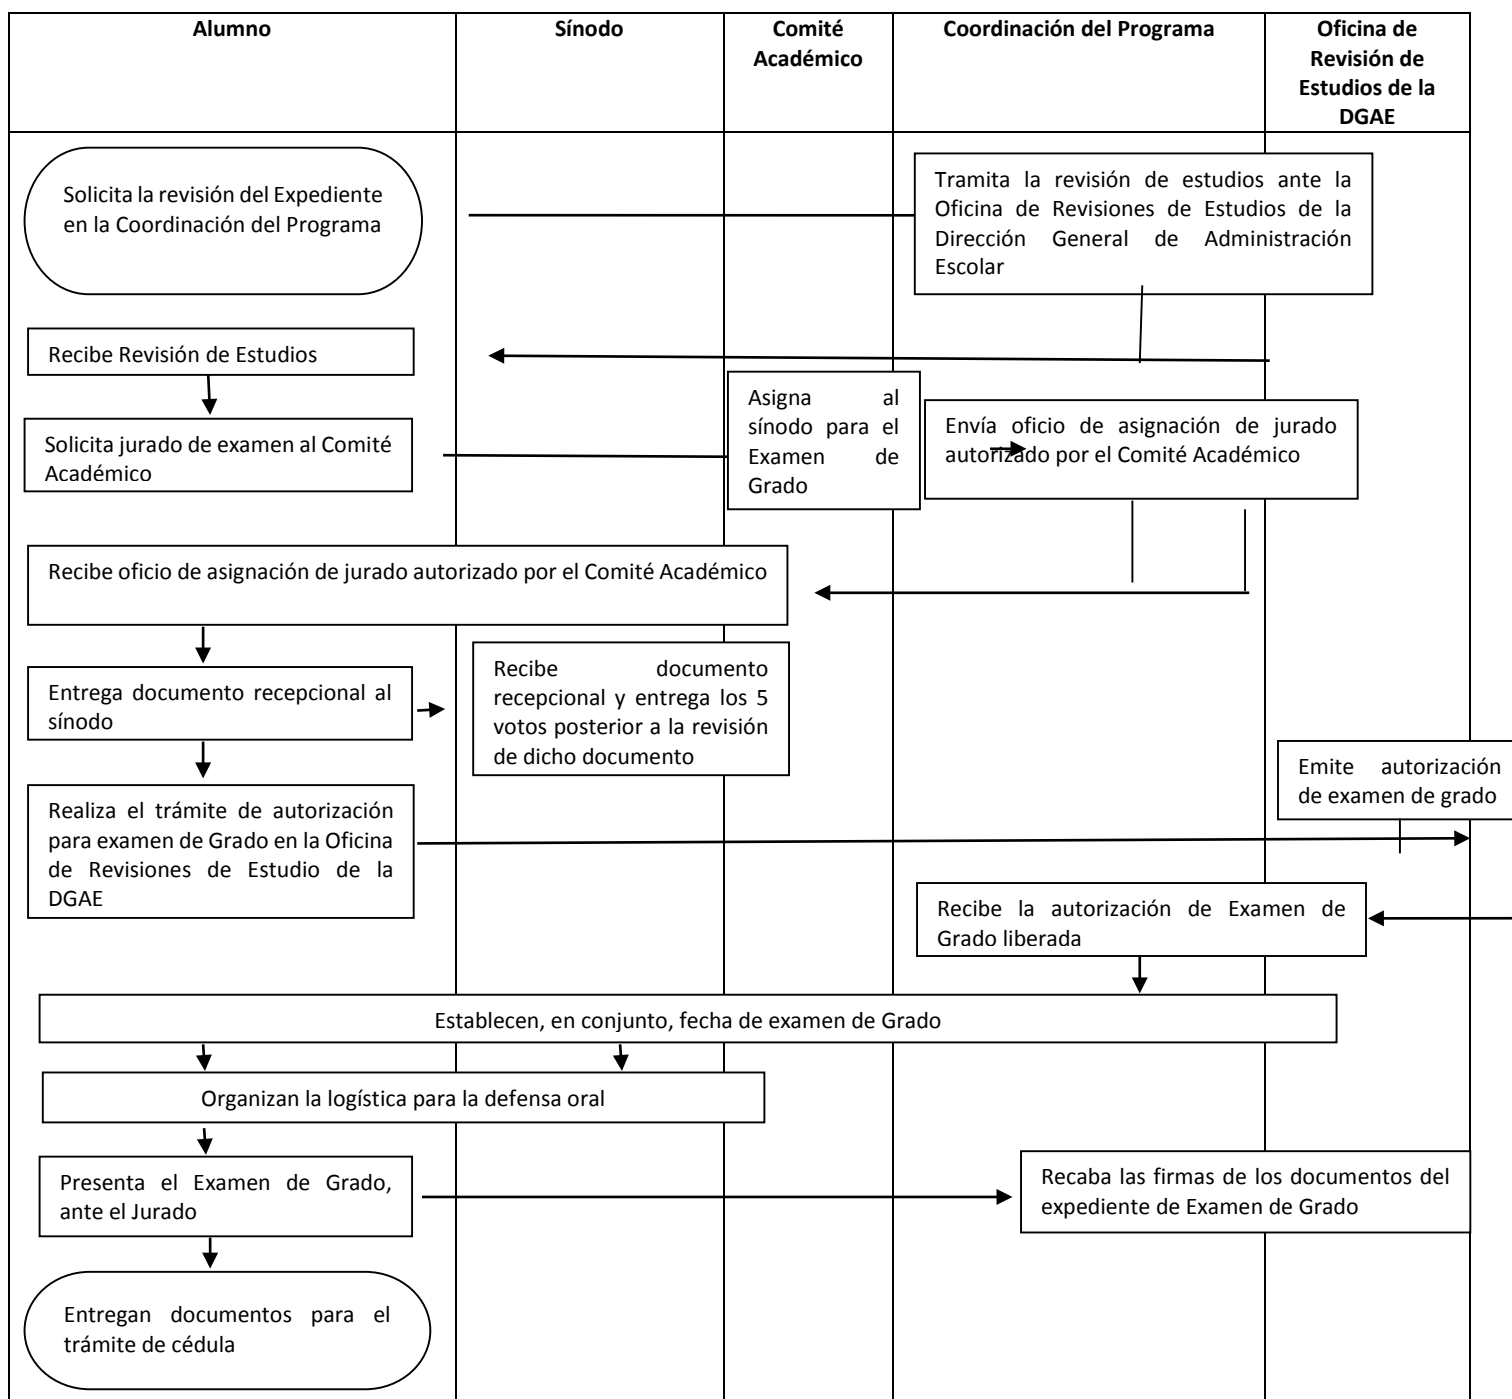 Alumno
Sínodo
Comité
Académico
Coordinación del Programa
Oficina de
Revisión de
Estudios de la
DGAE
Solicita la revisión del Expediente
en la Coordinación del Programa
Tramita la revisión de estudios ante la
Oficina de Revisiones de Estudios de la
Dirección General de Administración
Escolar
Recibe Revisión de Estudios
Solicita jurado de examen al Comité
Académico
Asigna al
sínodo para el
Examen de
Grado
Envía oficio de asignación de jurado
autorizado por el Comité Académico
Recibe oficio de asignación de jurado autorizado por el Comité Académico
Entrega documento recepcional al
sínodo
Recibe documento
recepcional y entrega los 5
votos posterior a la revisión
de dicho documento
Emite autorización
de examen de grado
Realiza el trámite de autorización
para examen de Grado en la Oficina
de Revisiones de Estudio de la
DGAE
Recibe la autorización de Examen de
Grado liberada
Establecen, en conjunto, fecha de examen de Grado
Organizan la logística para la defensa oral
Presenta el Examen de Grado,
ante el Jurado
Recaba las firmas de los documentos del
expediente de Examen de Grado
Entregan documentos para el
trámite de cédula